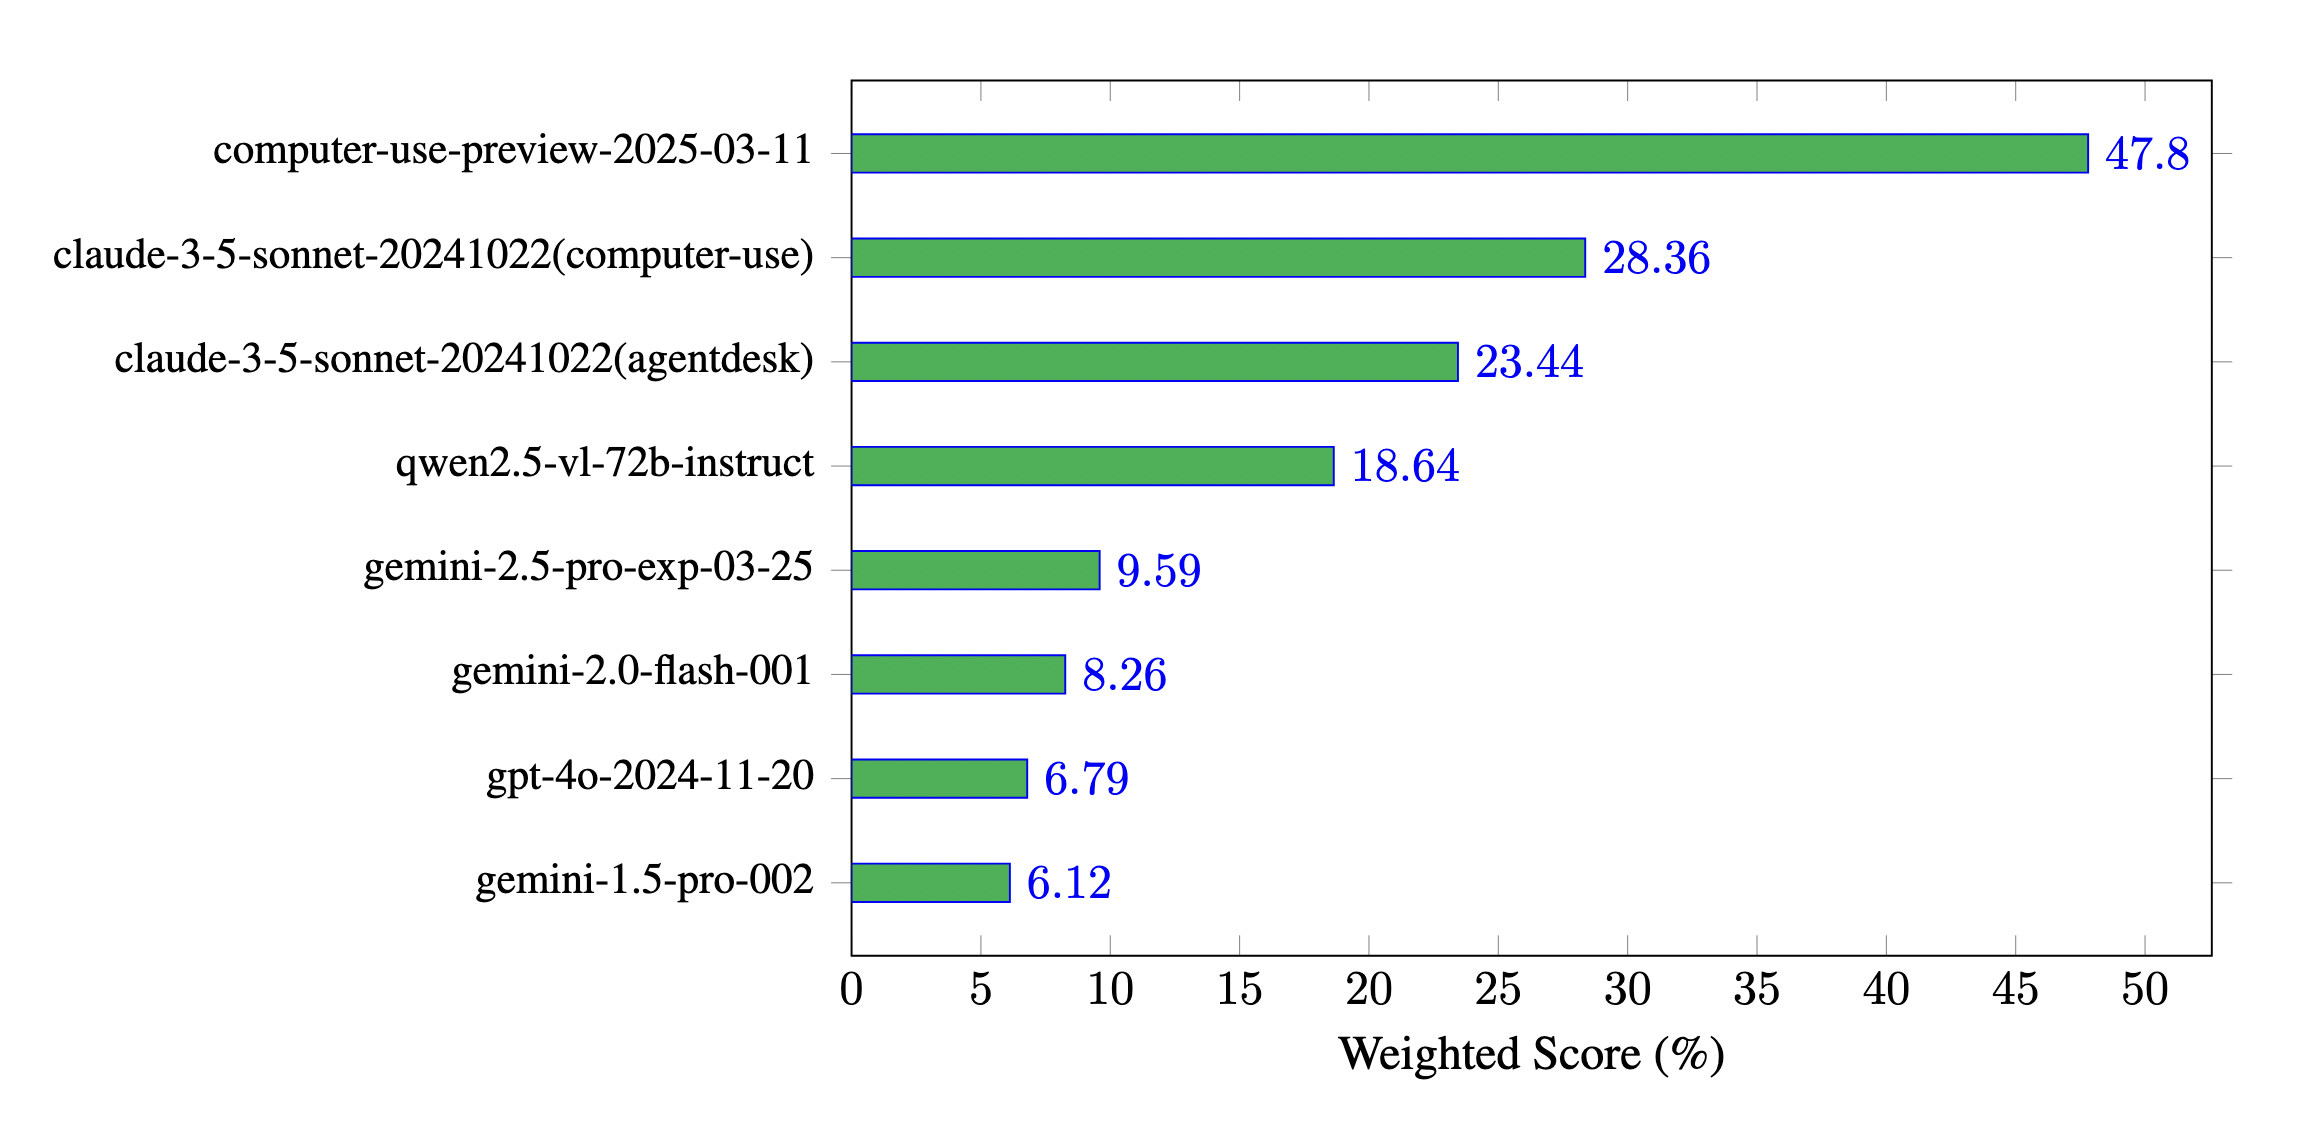 computer-use-preview-2025-03-11 47.8
claude-3-5-sonnet-20241022(computer-use) 28.36
claude-3-5-sonnet-20241022(agentdesk) 23.44
qwen2.5-vl-72b-instruct 18.64
gemini-2.5-pro-exp-03-25 9.59
gemini-2.0-flash-001 8.26
gpt-4o-2024-11-20 6.79
gemini-1.5-pro-002 6.12
0 5 10 15 20 25 30 35 40 45 50
Weighted Score (%)